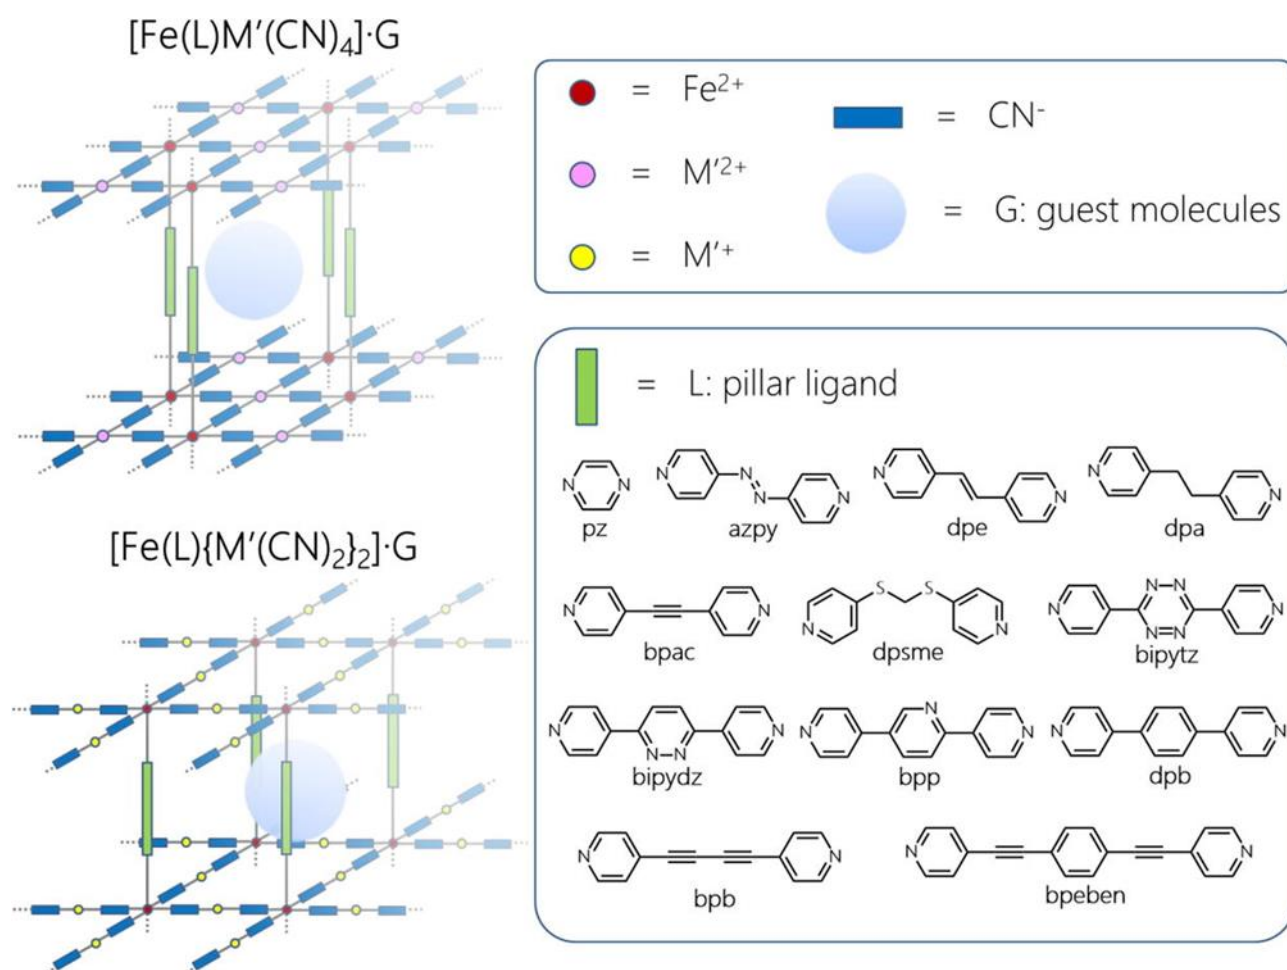 [Fe(L)M′(CN)₄]·G
= Fe²⁺
= CN⁻
= M′²⁺
= G: guest molecules
= M′⁺
= L: pillar ligand
N N
pz
N N N N
azpy
N N
dpe
N N
dpa
[Fe(L){M′(CN)₂}₂]·G
N N
bpac
S S N N
dpsme
N N N N N N
bipytz
N N N N
bipydz
N N N
bpp
N N
dpb
N N
bpb
N N
bpeben